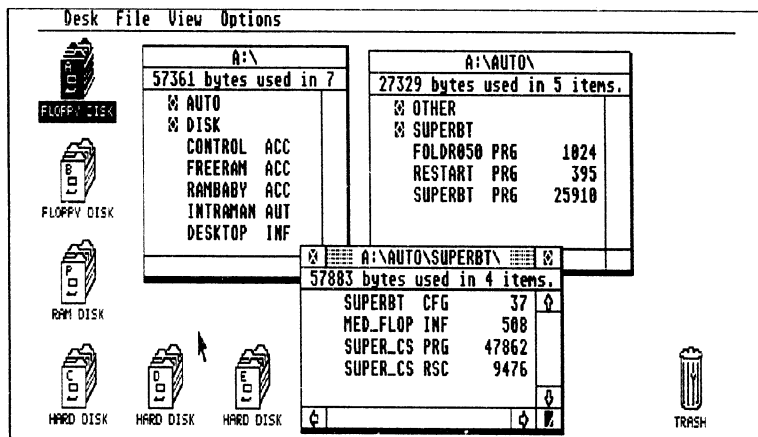 Desk File View Options
A
FLOPPY DISK
B
FLOPPY DISK
P
RAM DISK
C
HARD DISK
D
HARD DISK
E
HARD DISK
TRASH
A:\
57361 bytes used in 7
AUTO
DISK
CONTROL ACC
FREERAM ACC
RAMBABY ACC
INTRAMAN AUT
DESKTOP INF
A:\AUTO\
27329 bytes used in 5 items.
OTHER
SUPERBT
FOLDR050 PRG 1024
RESTART PRG 395
SUPERBT PRG 25910
A:\AUTO\SUPERBT\
57883 bytes used in 4 items.
SUPERBT CFG 37
MED_FLOP INF 508
SUPER_CS PRG 47862
SUPER_CS RSC 9476